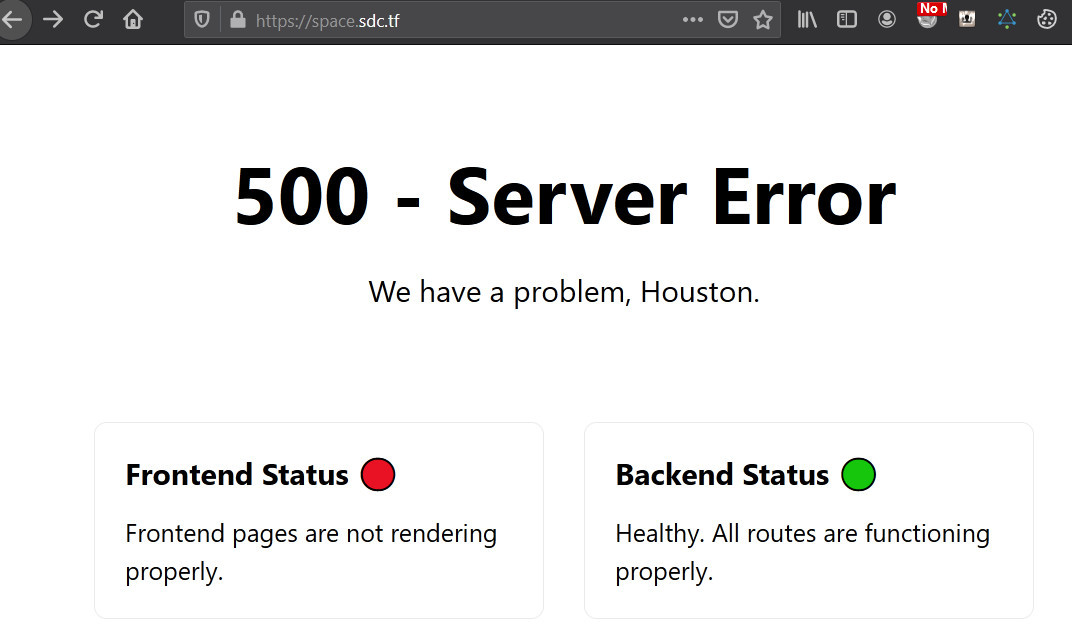 https://space.sdc.tf
No
500 - Server Error
We have a problem, Houston.
Frontend Status
Frontend pages are not rendering
properly.
Backend Status
Healthy. All routes are functioning
properly.